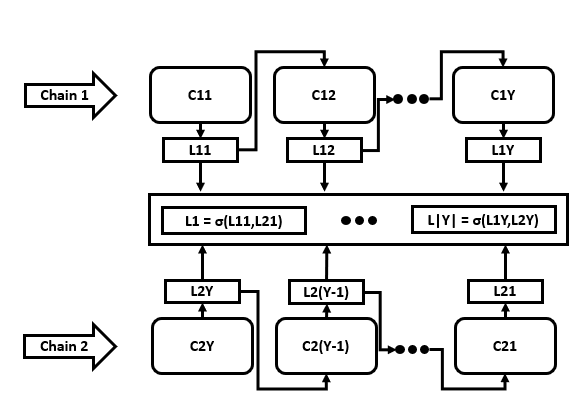 Chain 1
C11
C12
C1Y
L11
L12
L1Y
L1 = σ(L11,L21)
L|Y| = σ(L1Y,L2Y)
L2Y
L2(Y-1)
L21
Chain 2
C2Y
C2(Y-1)
C21